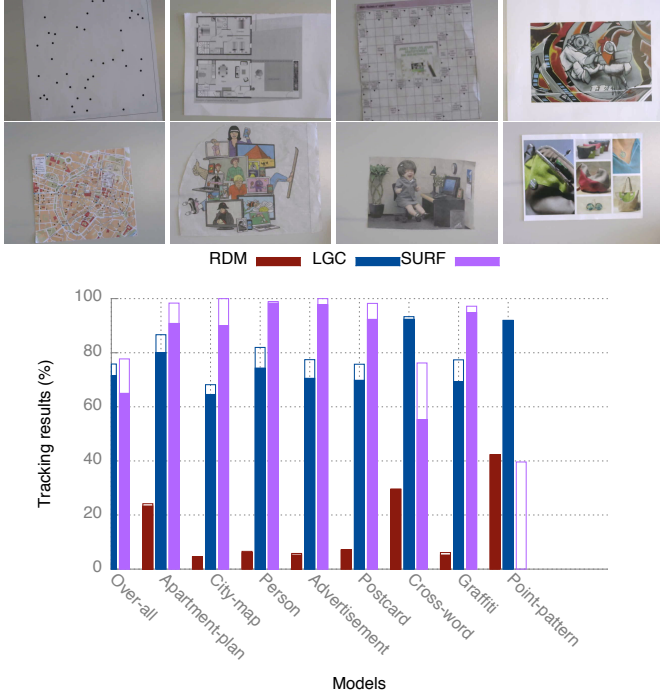 RDM LGC SURF
Tracking results (%)
100
80
60
40
20
0
Over-all
Apartment-plan
City-map
Person
Advertisement
Postcard
Cross-word
Graffiti
Point-pattern
Models